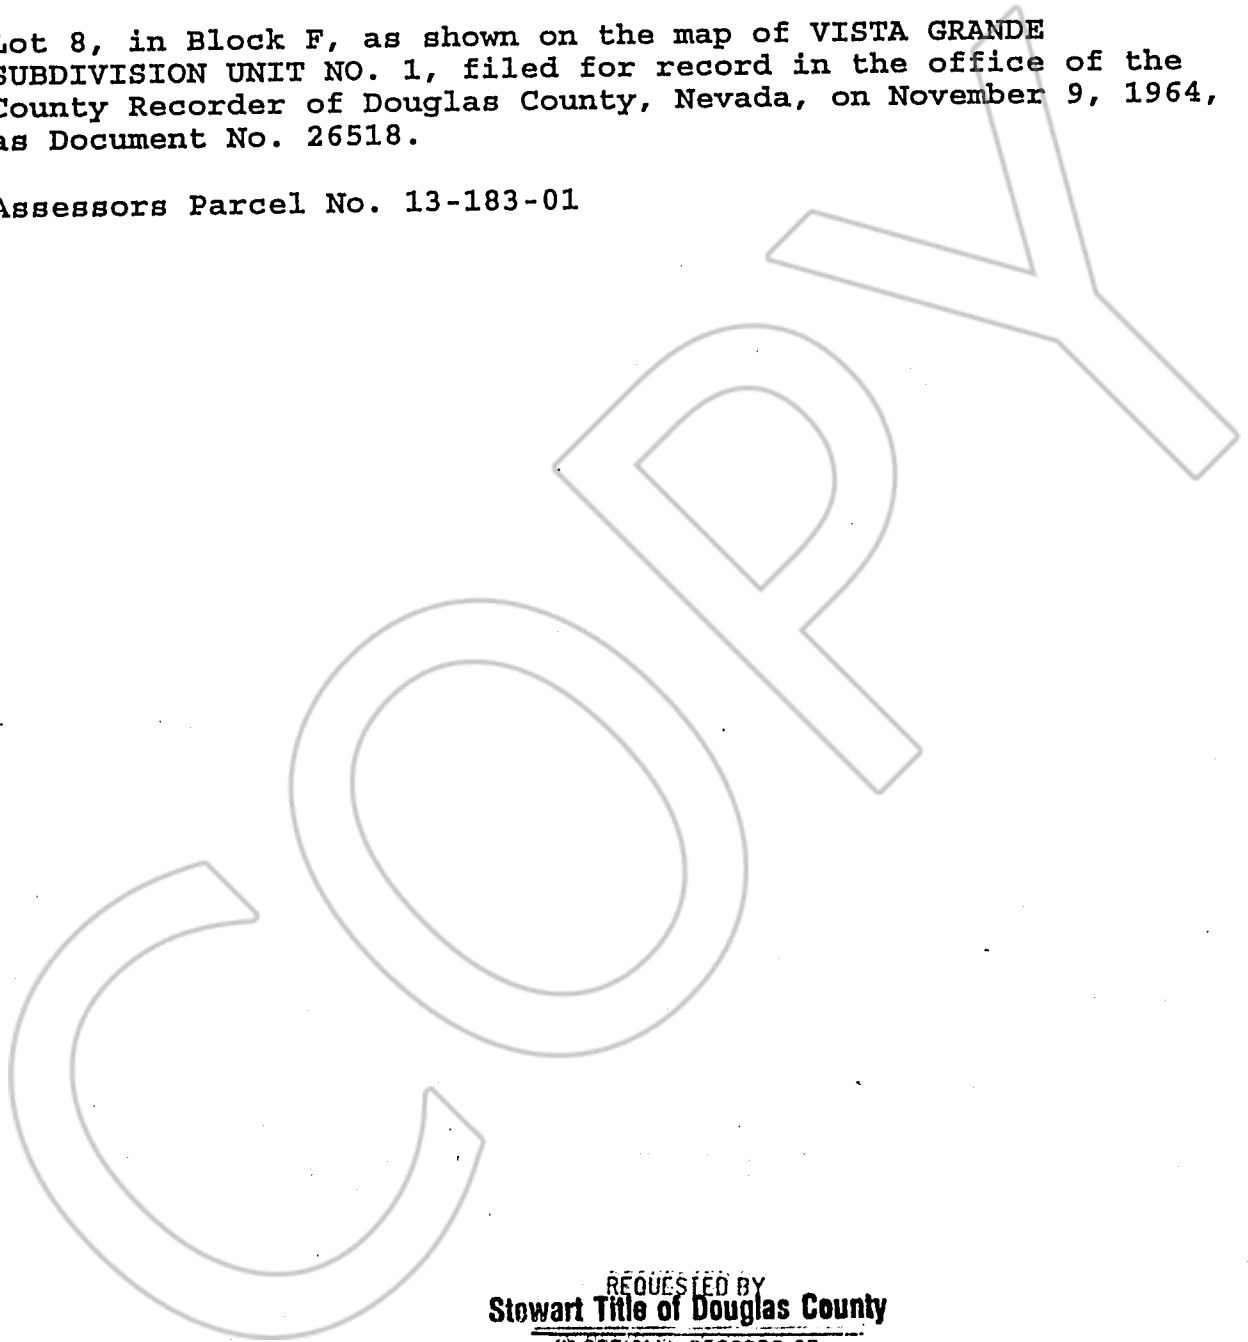 Lot 8, in Block F, as shown on the map of VISTA GRANDE
SUBDIVISION UNIT NO. 1, filed for record in the office of the
County Recorder of Douglas County, Nevada, on November 9, 1964,
as Document No. 26518.
Assessors Parcel No. 13-183-01
COPY
REQUESTED BY
Stewart Title of Douglas County